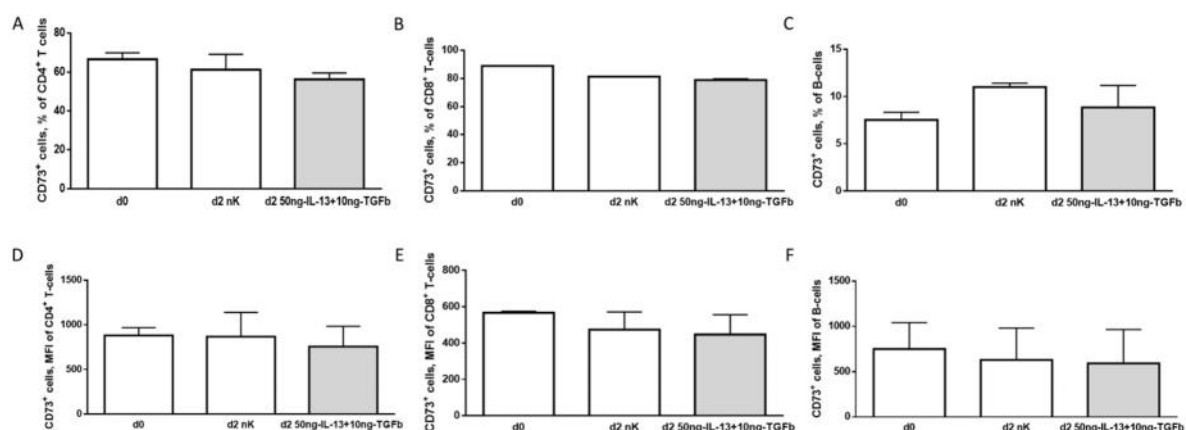 A
CD73+ cells, % of CD4+ T cells
80
60
40
20
0
d0
d2 nK
d2 50ng-IL-13+10ng-TGFb
B
CD73+ cells, % of CD8+ T-cells
100
80
60
40
20
0
d0
d2 nK
d2 50ng-IL-13+10ng-TGFb
C
CD73+ cells, % of B-cells
15
10
5
0
d0
d2 nK
d2 50ng-IL-13+10ng-TGFb
D
CD73+ cells, MFI of CD4+ T-cells
1500
1000
500
0
d0
d2 nK
d2 50ng-IL-13+10ng-TGFb
E
CD73+ cells, MFI of CD8+ T-cells
800
600
400
200
0
d0
d2 nK
d2 50ng-IL-13+10ng-TGFb
F
CD73+ cells, MFI of B-cells
1500
1000
500
0
d0
d2 nK
d2 50ng-IL-13+10ng-TGFb